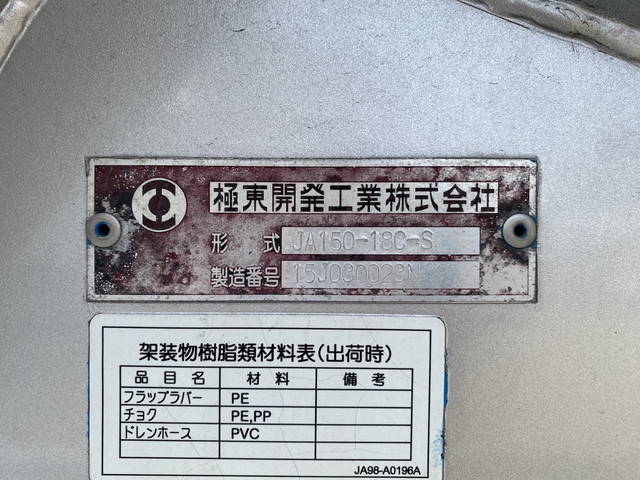 極東開発工業株式会社
形 式 JA150-18C-S
製造番号 15J030023N
架装物樹脂類材料表(出荷時)
品目名 材料 備考
フラップラバー PE
チョク PE,PP
ドレンホース PVC
JA98-A0196A